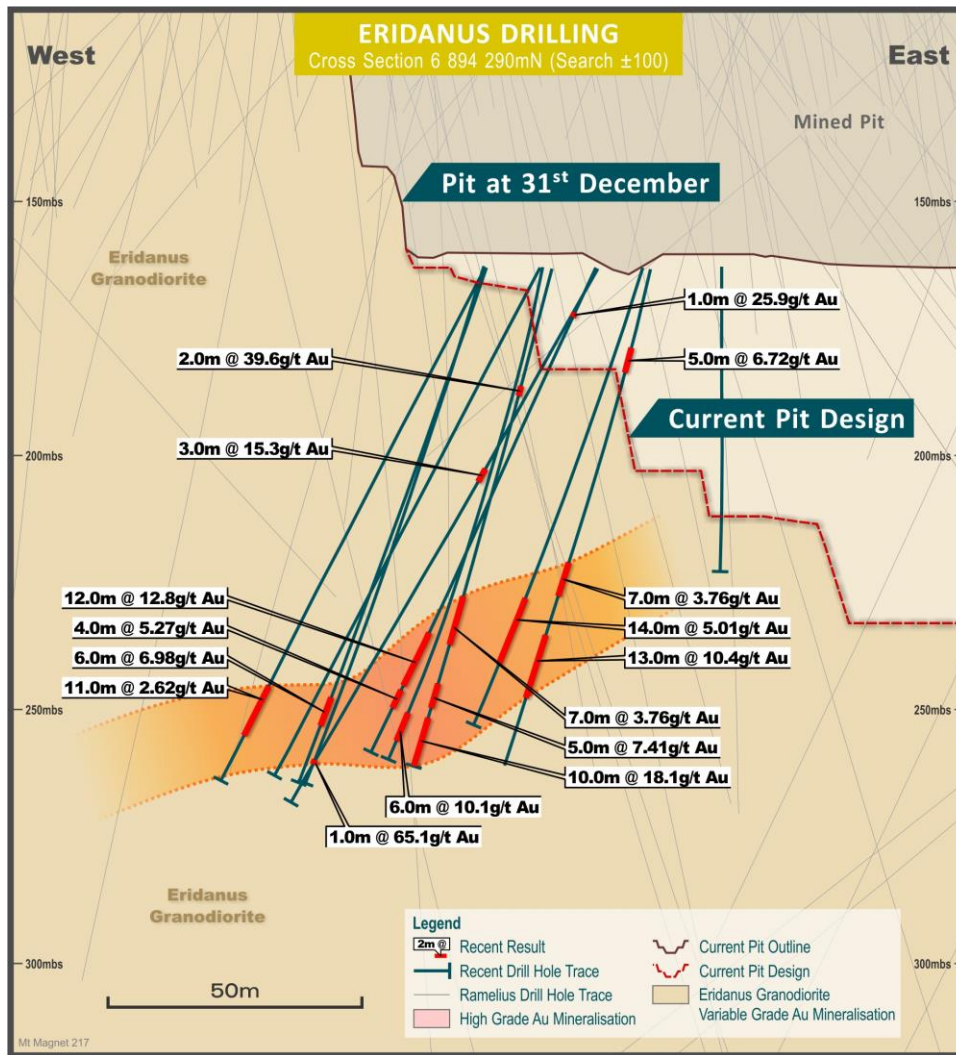 ERIDANUS DRILLING
Cross Section 6 894 290mN (Search ±100)
West
East
Mined Pit
Pit at 31st December
150mbs
150mbs
Eridanus
Granodiorite
1.0m @ 25.9g/t Au
2.0m @ 39.6g/t Au
5.0m @ 6.72g/t Au
Current Pit Design
3.0m @ 15.3g/t Au
200mbs
200mbs
12.0m @ 12.8g/t Au
7.0m @ 3.76g/t Au
4.0m @ 5.27g/t Au
14.0m @ 5.01g/t Au
6.0m @ 6.98g/t Au
13.0m @ 10.4g/t Au
11.0m @ 2.62g/t Au
250mbs
250mbs
7.0m @ 3.76g/t Au
5.0m @ 7.41g/t Au
10.0m @ 18.1g/t Au
6.0m @ 10.1g/t Au
1.0m @ 65.1g/t Au
Eridanus
Granodiorite
300mbs
300mbs
50m
Legend
2m @
Recent Result
Recent Drill Hole Trace
Ramelius Drill Hole Trace
High Grade Au Mineralisation
Current Pit Outline
Current Pit Design
Eridanus Granodiorite
Variable Grade Au Mineralisation
Mt Magnet 217